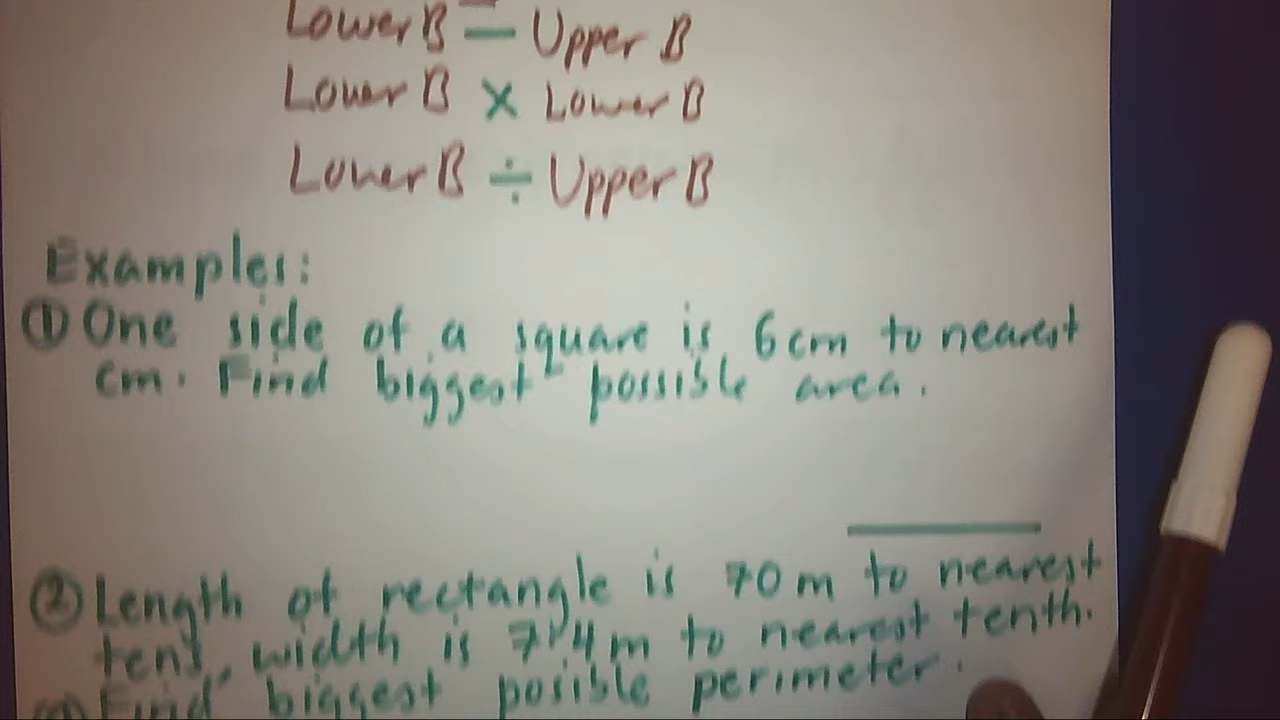 Lower B − Upper B
Lower B × Lower B
Lower B ÷ Upper B
Examples:
① One side of a square is 6cm to nearest
cm. Find biggest possible area.
② Length of rectangle is 70m to nearest
tens, width is 7.4m to nearest tenth.
Find biggest posible perimeter.